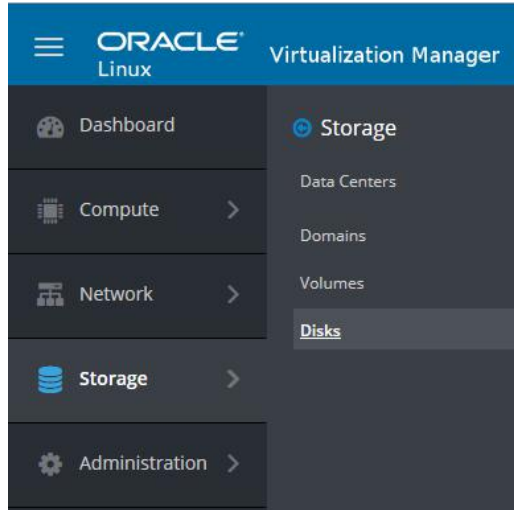 ORACLE
Linux
Virtualization Manager
Dashboard
Compute
Network
Storage
Administration
Storage
Data Centers
Domains
Volumes
Disks